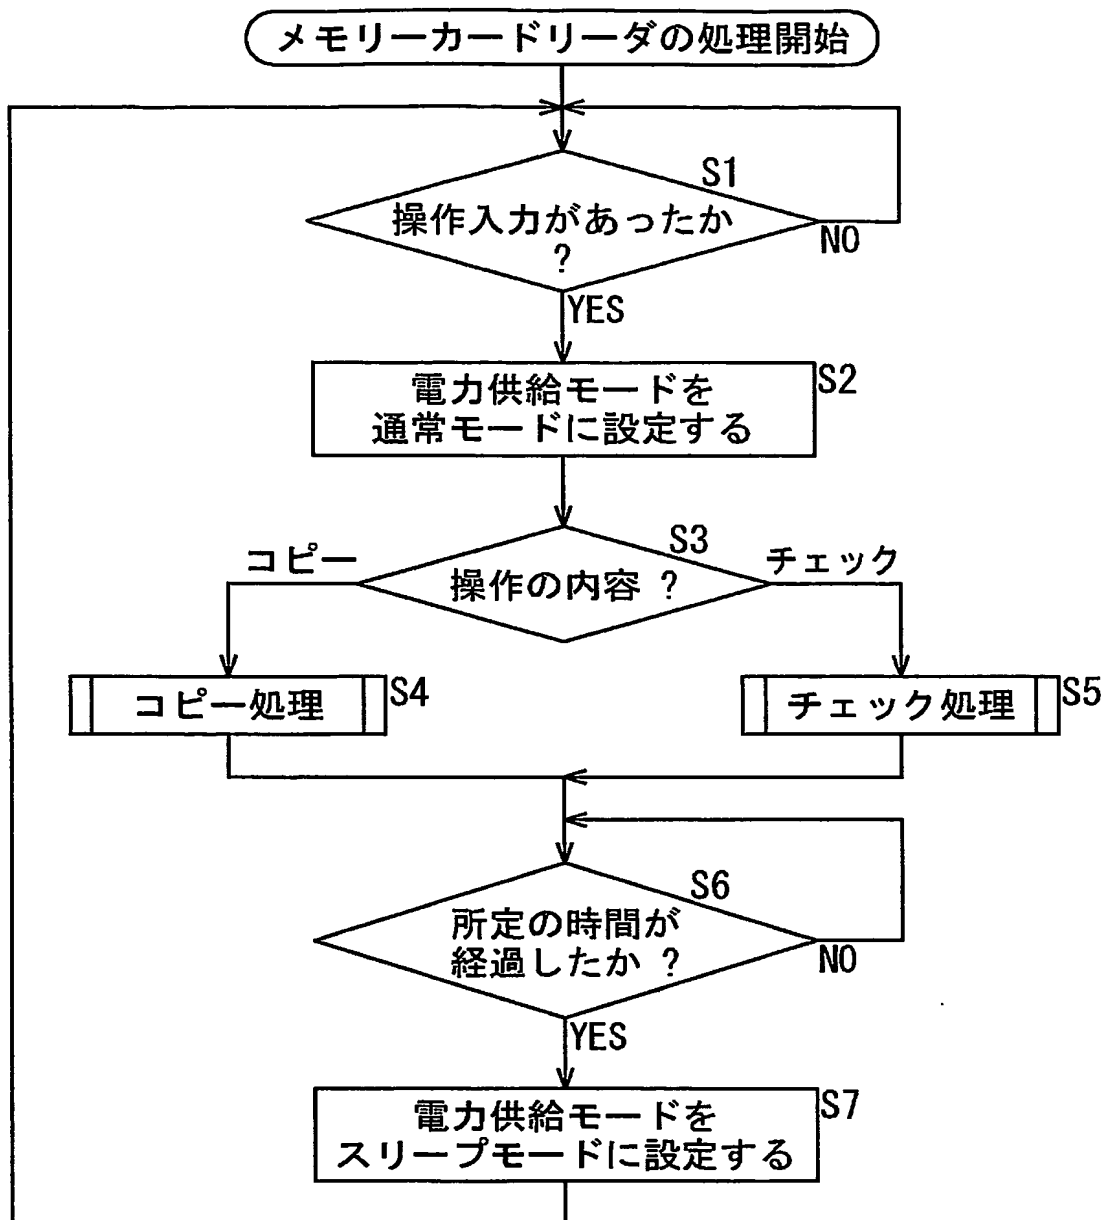 メモリーカードリーダの処理開始
S1
操作入力があったか
?
NO
YES
S2
電力供給モードを
通常モードに設定する
S3
コピー
チェック
操作の内容 ?
コピー処理
S4
チェック処理
S5
S6
所定の時間が
経過したか ?
NO
YES
S7
電力供給モードを
スリープモードに設定する